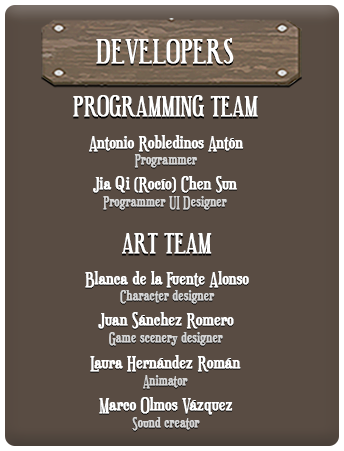 DEVELOPERS
PROGRAMMING TEAM
Antonio Robledinos Antón
Programmer
Jia Qi (Rocío) Chen Sun
Programmer UI Designer
ART TEAM
Blanca de la Fuente Alonso
Character designer
Juan Sánchez Romero
Game scenery designer
Laura Hernández Román
Animator
Marco Olmos Vázquez
Sound creator